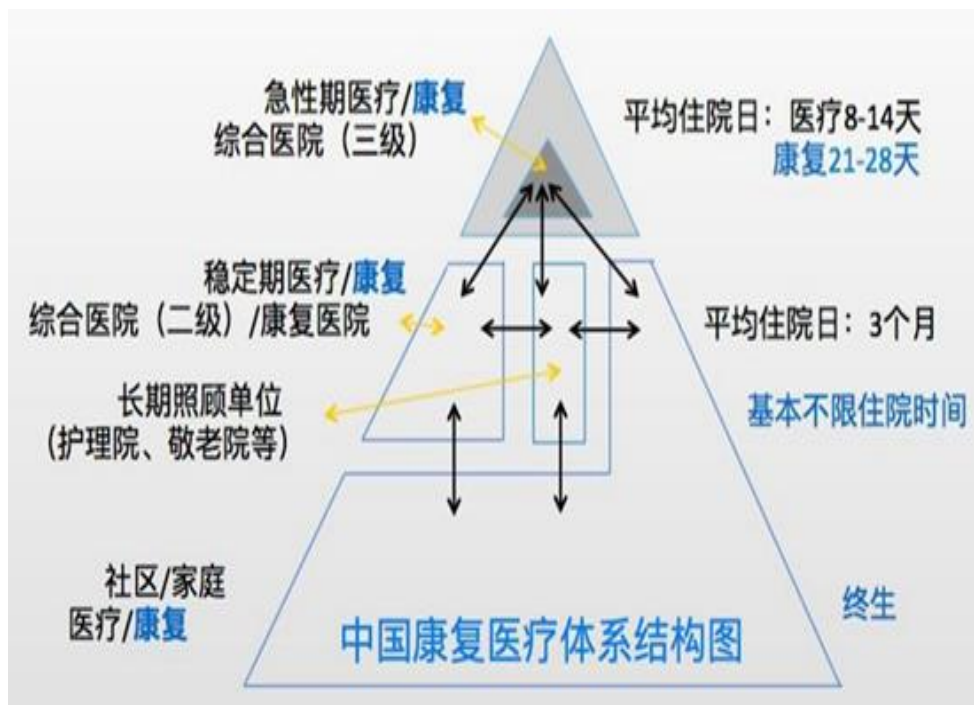 急性期医疗/康复
综合医院（三级）
平均住院日：医疗8-14天
康复21-28天
稳定期医疗/康复
综合医院（二级）/康复医院
平均住院日：3个月
长期照顾单位
（护理院、敬老院等）
基本不限住院时间
社区/家庭
医疗/康复
终生
中国康复医疗体系结构图